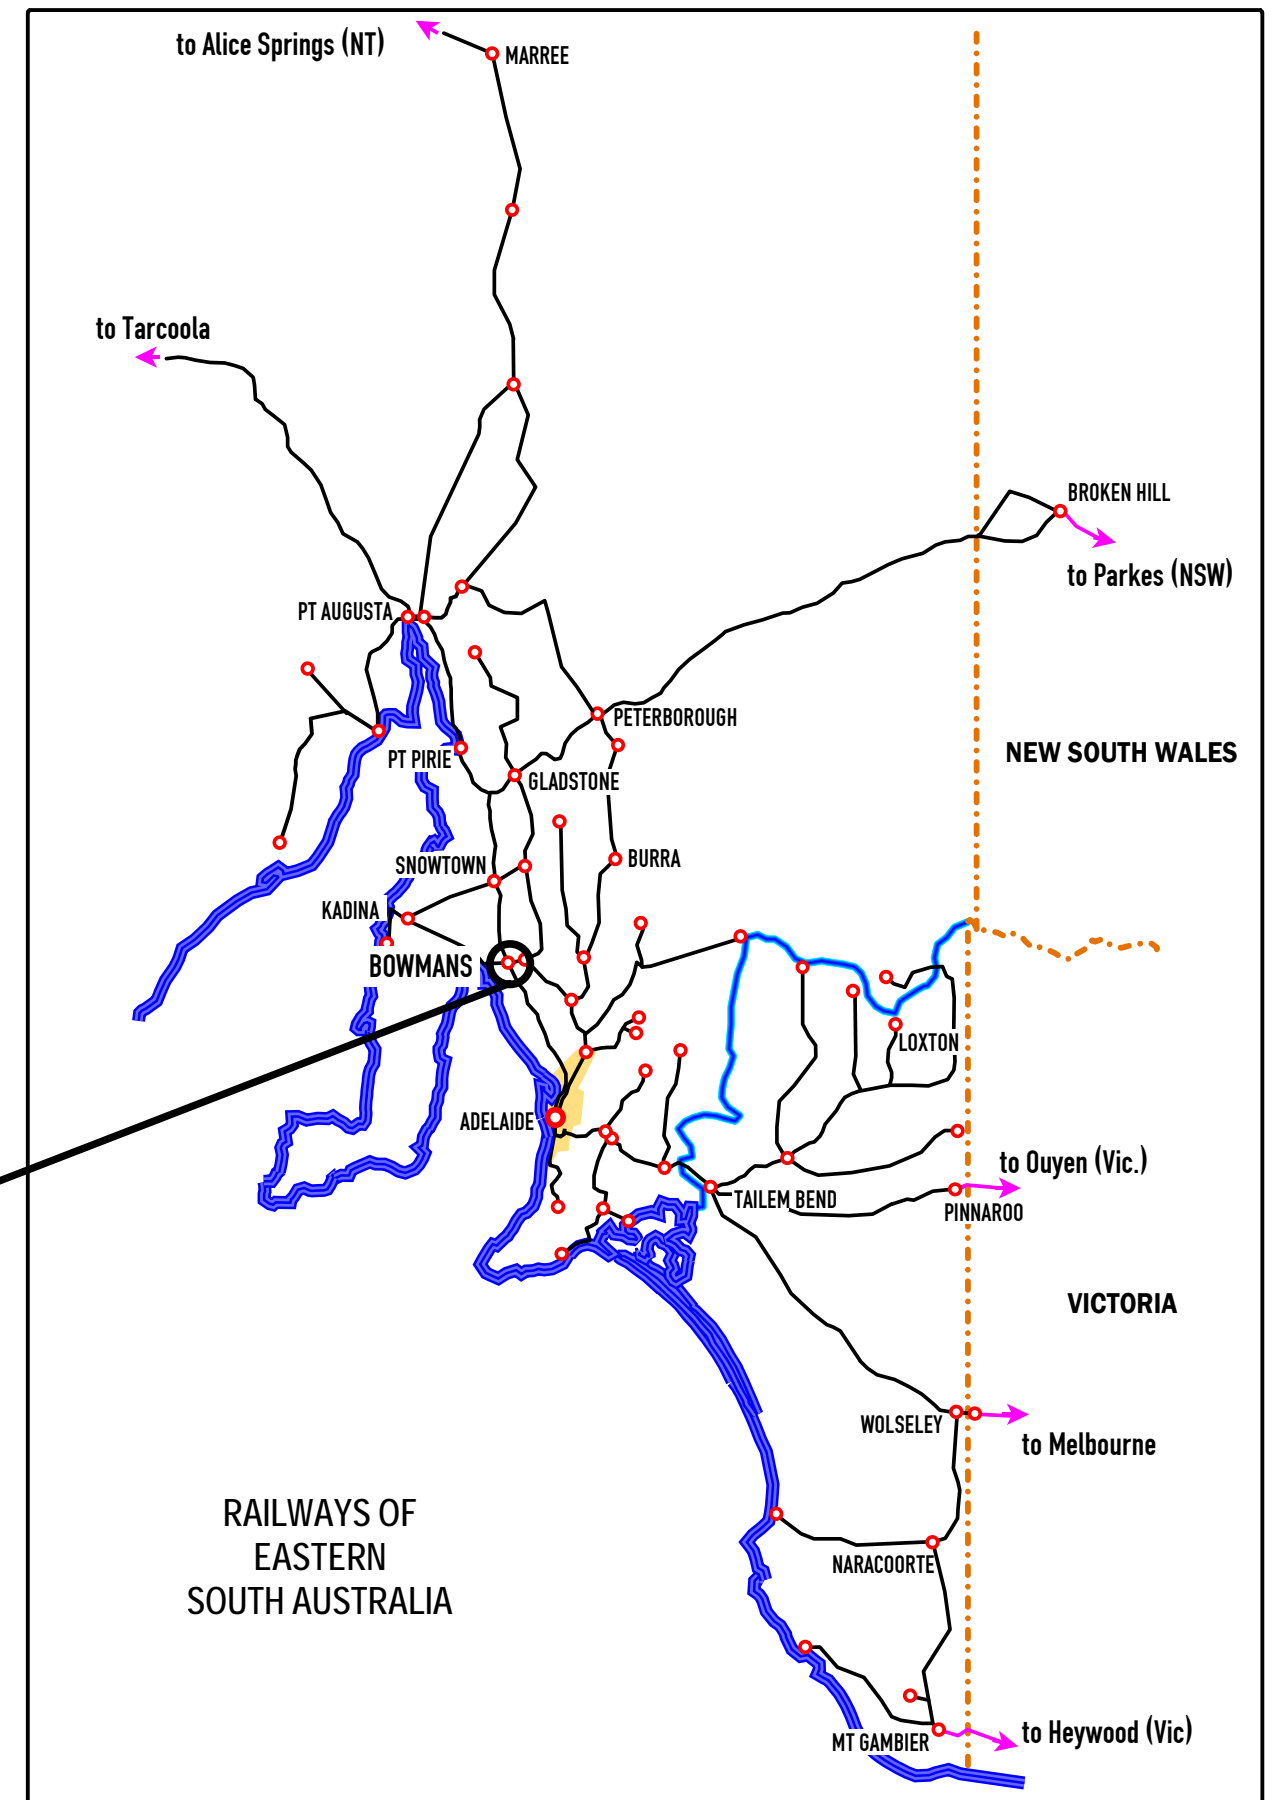 to Alice Springs (NT)
MARREE
to Tarcoola
BROKEN HILL
to Parkes (NSW)
PT AUGUSTA
PETERBOROUGH
NEW SOUTH WALES
PT PIRIE
GLADSTONE
SNOWTOWN
BURRA
KADINA
BOWMANS
LOXTON
ADELAIDE
to Ouyen (Vic.)
TAILEM BEND
PINNAROO
VICTORIA
WOLSELEY
to Melbourne
RAILWAYS OF
EASTERN
SOUTH AUSTRALIA
NARACOORTE
MT GAMBIER
to Heywood (Vic)